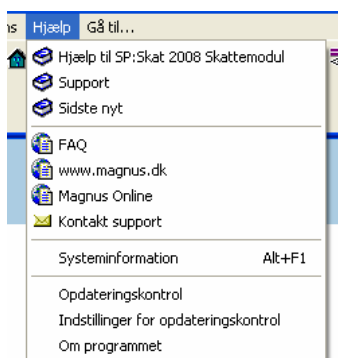 Hjælp Gå til...
Hjælp til SP:Skat 2008 Skattemodul
Support
Sidste nyt
FAQ
www.magnus.dk
Magnus Online
Kontakt support
Systeminformation Alt+F1
Opdateringskontrol
Indstillinger for opdateringskontrol
Om programmet